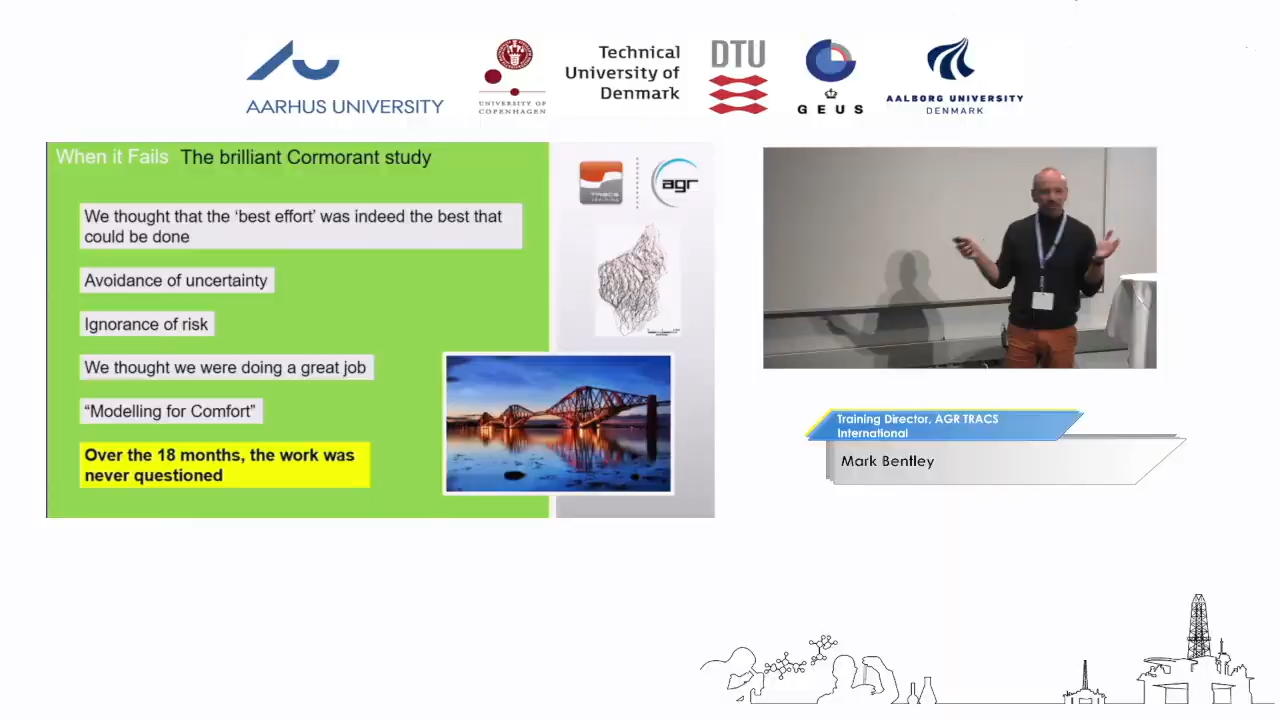 AARHUS UNIVERSITY
UNIVERSITY OF
COPENHAGEN
Technical
University of
Denmark
DTU
GEUS
AALBORG UNIVERSITY
DENMARK
When it Fails The brilliant Cormorant study
We thought that the ‘best effort’ was indeed the best that
could be done
Avoidance of uncertainty
Ignorance of risk
We thought we were doing a great job
“Modelling for Comfort”
Over the 18 months, the work was
never questioned
TRACS
agr
Training Director, AGR TRACS
International
Mark Bentley